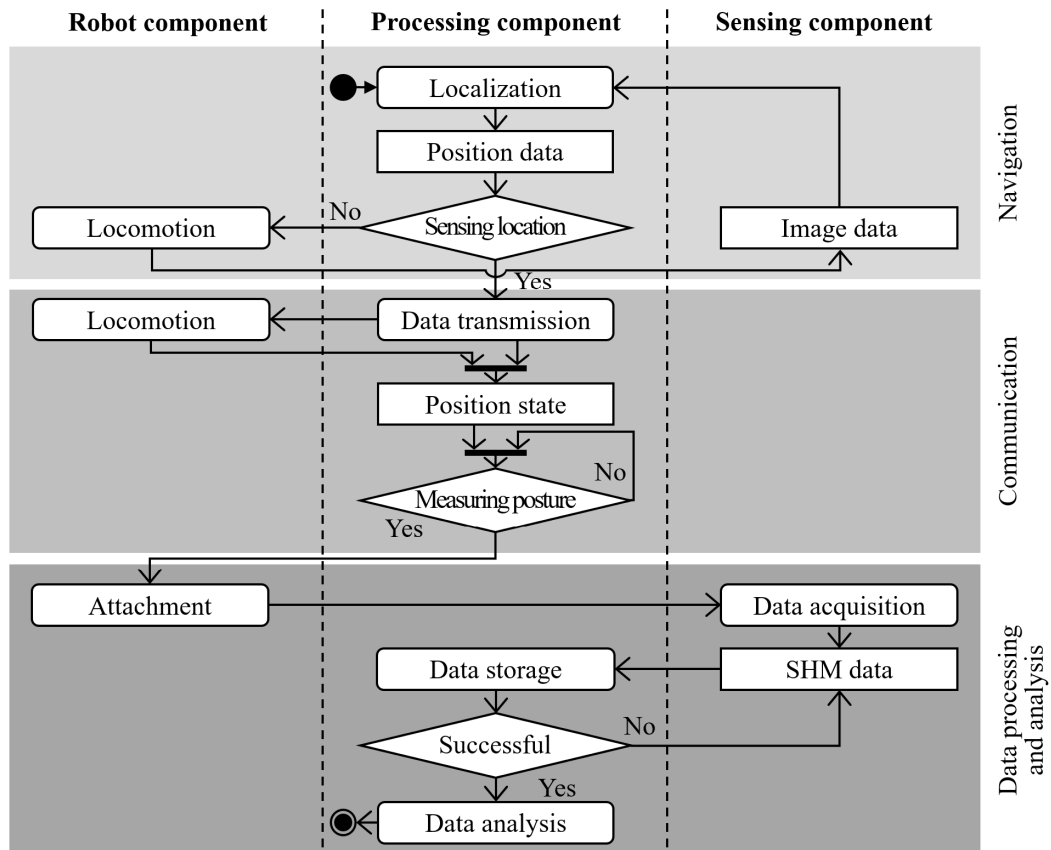 Robot component
Processing component
Sensing component
Localization
Position data
Navigation
No
Sensing location
Locomotion
Image data
Yes
Locomotion
Data transmission
Position state
Communication
No
Measuring posture
Yes
Attachment
Data acquisition
Data storage
SHM data
Data processing
and analysis
No
Successful
Yes
Data analysis